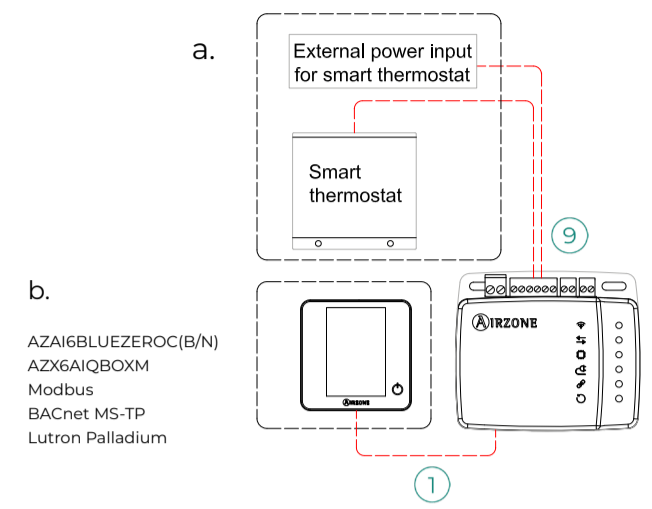 a.
External power input
for smart thermostat
Smart
thermostat
9
b.
AZAI6BLUEZEROC(B/N)
AZX6AIQBOXM
Modbus
BACnet MS-TP
Lutron Palladium
AIRZONE
AIRZONE
1